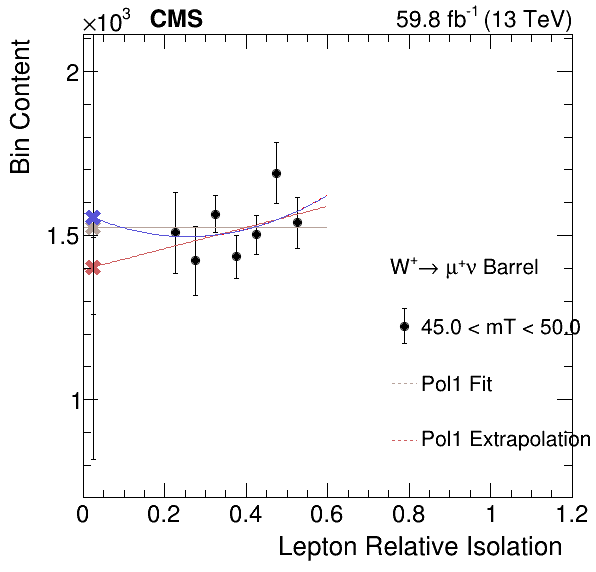 ×10³ CMS 59.8 fb⁻¹ (13 TeV)
Bin Content
2
1.5
1
W⁺→ μ⁺ν Barrel
45.0 < mT < 50.0
Pol1 Fit
Pol1 Extrapolation
0 0.2 0.4 0.6 0.8 1 1.2
Lepton Relative Isolation